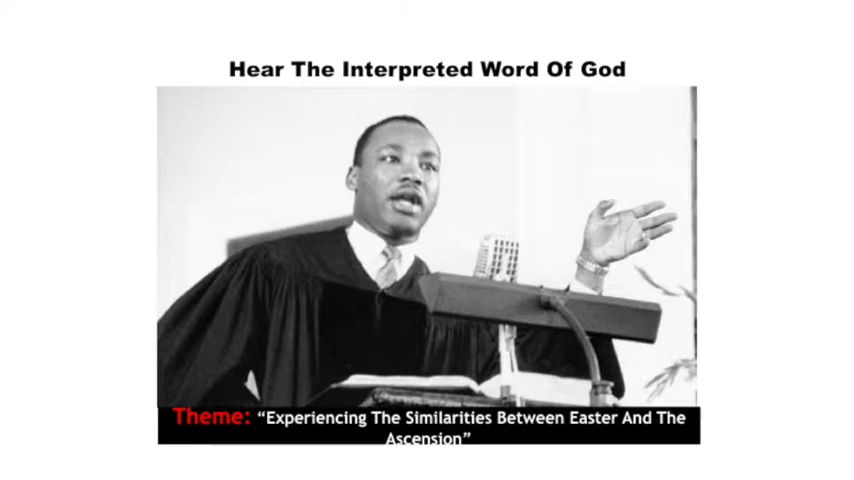 Hear The Interpreted Word Of God
Theme: “Experiencing The Similarities Between Easter And The
Ascension”